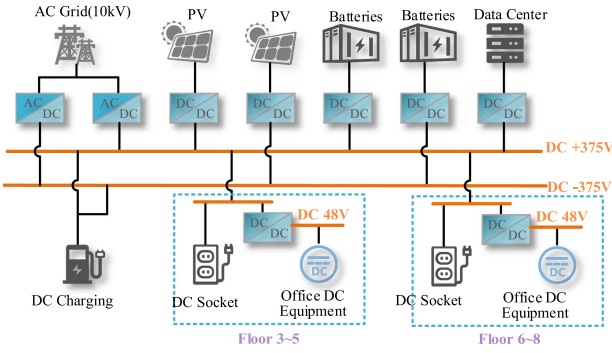 AC Grid(10kV)
PV
PV
Batteries
Batteries
Data Center
AC
DC
AC
DC
DC
DC
DC
DC
DC
DC
DC
DC
DC
DC
DC +375V
DC -375V
DC 48V
DC
DC
DC 48V
DC
DC
DC
DC
DC Charging
DC Socket
Office DC
Equipment
DC Socket
Office DC
Equipment
Floor 3~5
Floor 6~8